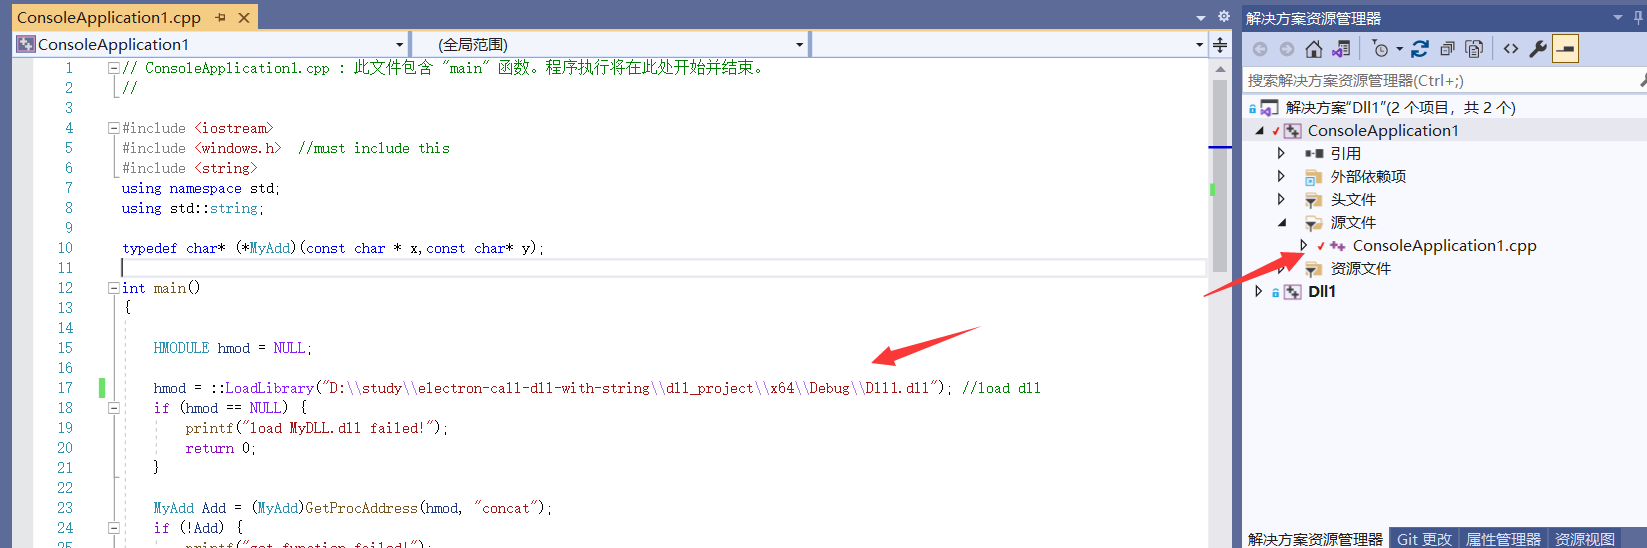 ConsoleApplication1.cpp
ConsoleApplication1
(全局范围)
1 // ConsoleApplication1.cpp : 此文件包含 "main" 函数。程序执行将在此处开始并结束。
2 //
3
4 #include <iostream>
5 #include <windows.h>  //must include this
6 #include <string>
7 using namespace std;
8 using std::string;
9
10 typedef char* (*MyAdd)(const char * x,const char* y);
11
12 int main()
13 {
14
15 HMODULE hmod = NULL;
16
17 hmod = ::LoadLibrary("D:\\study\\electron-call-dll-with-string\\dll_project\\x64\\Debug\\Dll1.dll"); //load dll
18 if (hmod == NULL) {
19 printf("load MyDLL.dll failed!");
20 return 0;
21 }
22
23 MyAdd Add = (MyAdd)GetProcAddress(hmod, "concat");
24 if (!Add) {
25 printf("get function failed!");
解决方案资源管理器
搜索解决方案资源管理器(Ctrl+;)
解决方案"Dll1"(2 个项目，共 2 个)
ConsoleApplication1
引用
外部依赖项
头文件
源文件
ConsoleApplication1.cpp
资源文件
Dll1
解决方案资源管理器 Git 更改 属性管理器 资源视图